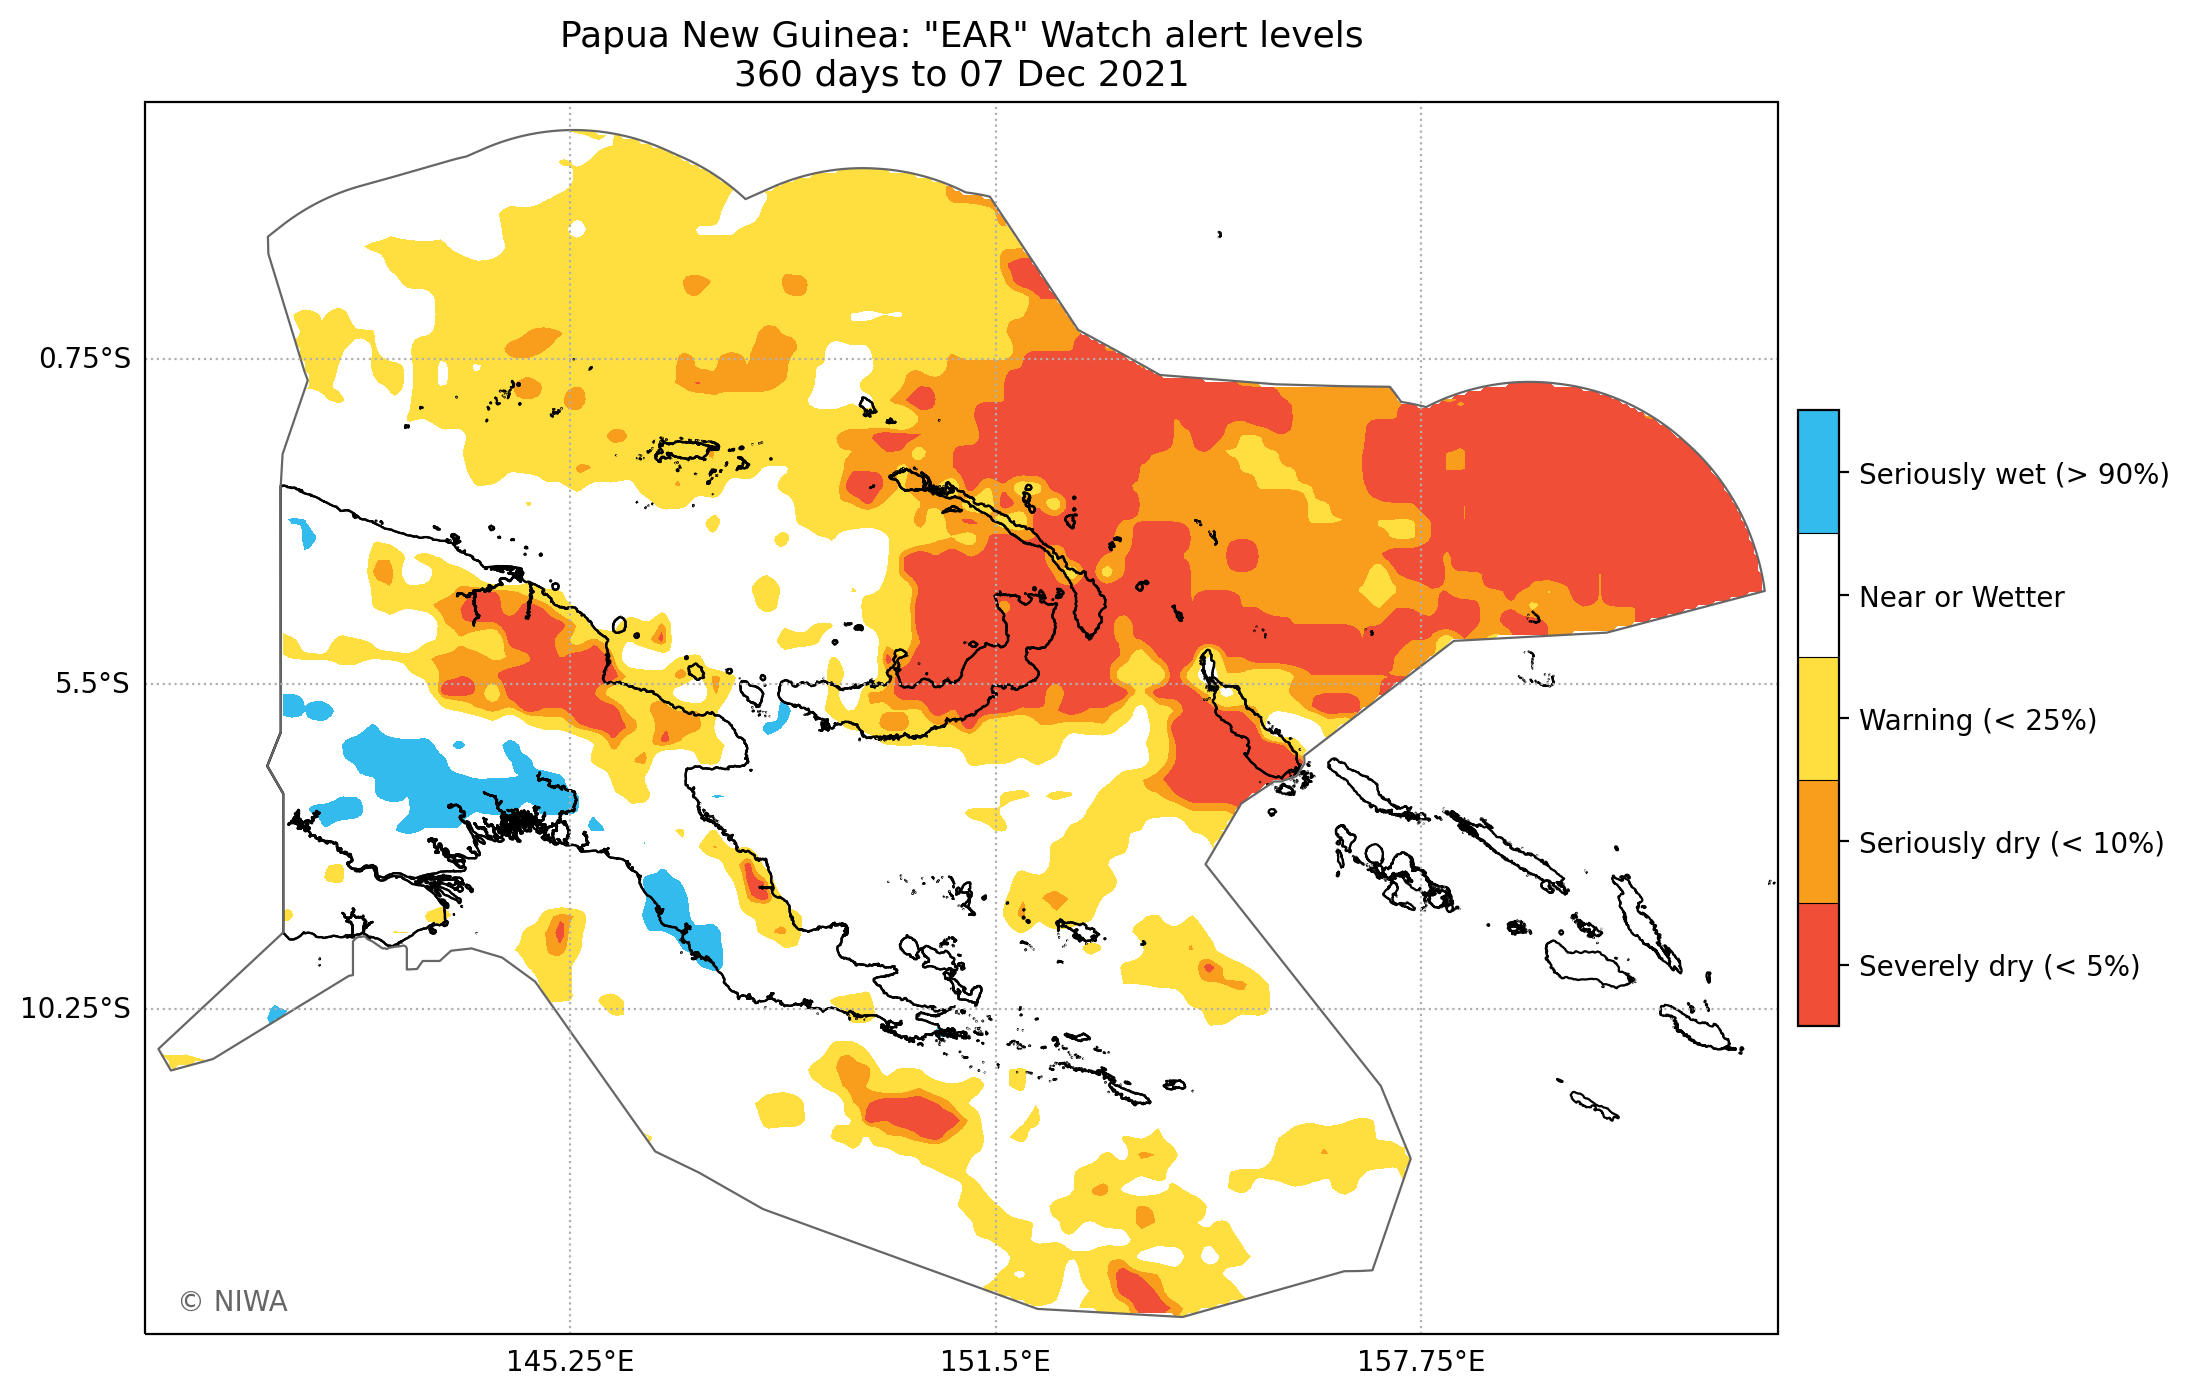 Papua New Guinea: "EAR" Watch alert levels
360 days to 07 Dec 2021
0.75°S
5.5°S
10.25°S
145.25°E
151.5°E
157.75°E
Seriously wet (> 90%)
Near or Wetter
Warning (< 25%)
Seriously dry (< 10%)
Severely dry (< 5%)
© NIWA